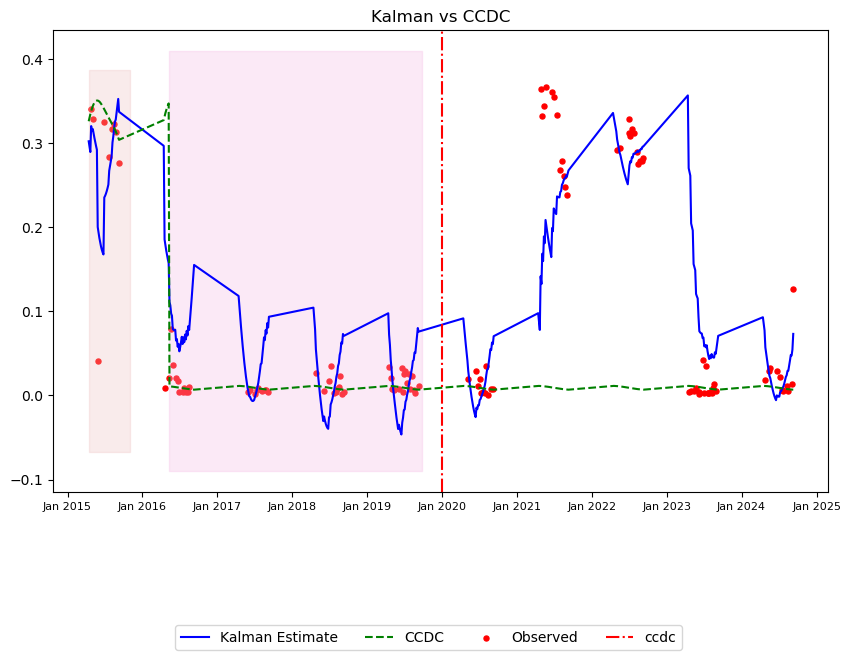 Kalman vs CCDC
0.4
0.3
0.2
0.1
0.0
−0.1
Jan 2015 Jan 2016 Jan 2017 Jan 2018 Jan 2019 Jan 2020 Jan 2021 Jan 2022 Jan 2023 Jan 2024 Jan 2025
Kalman Estimate CCDC Observed ccdc